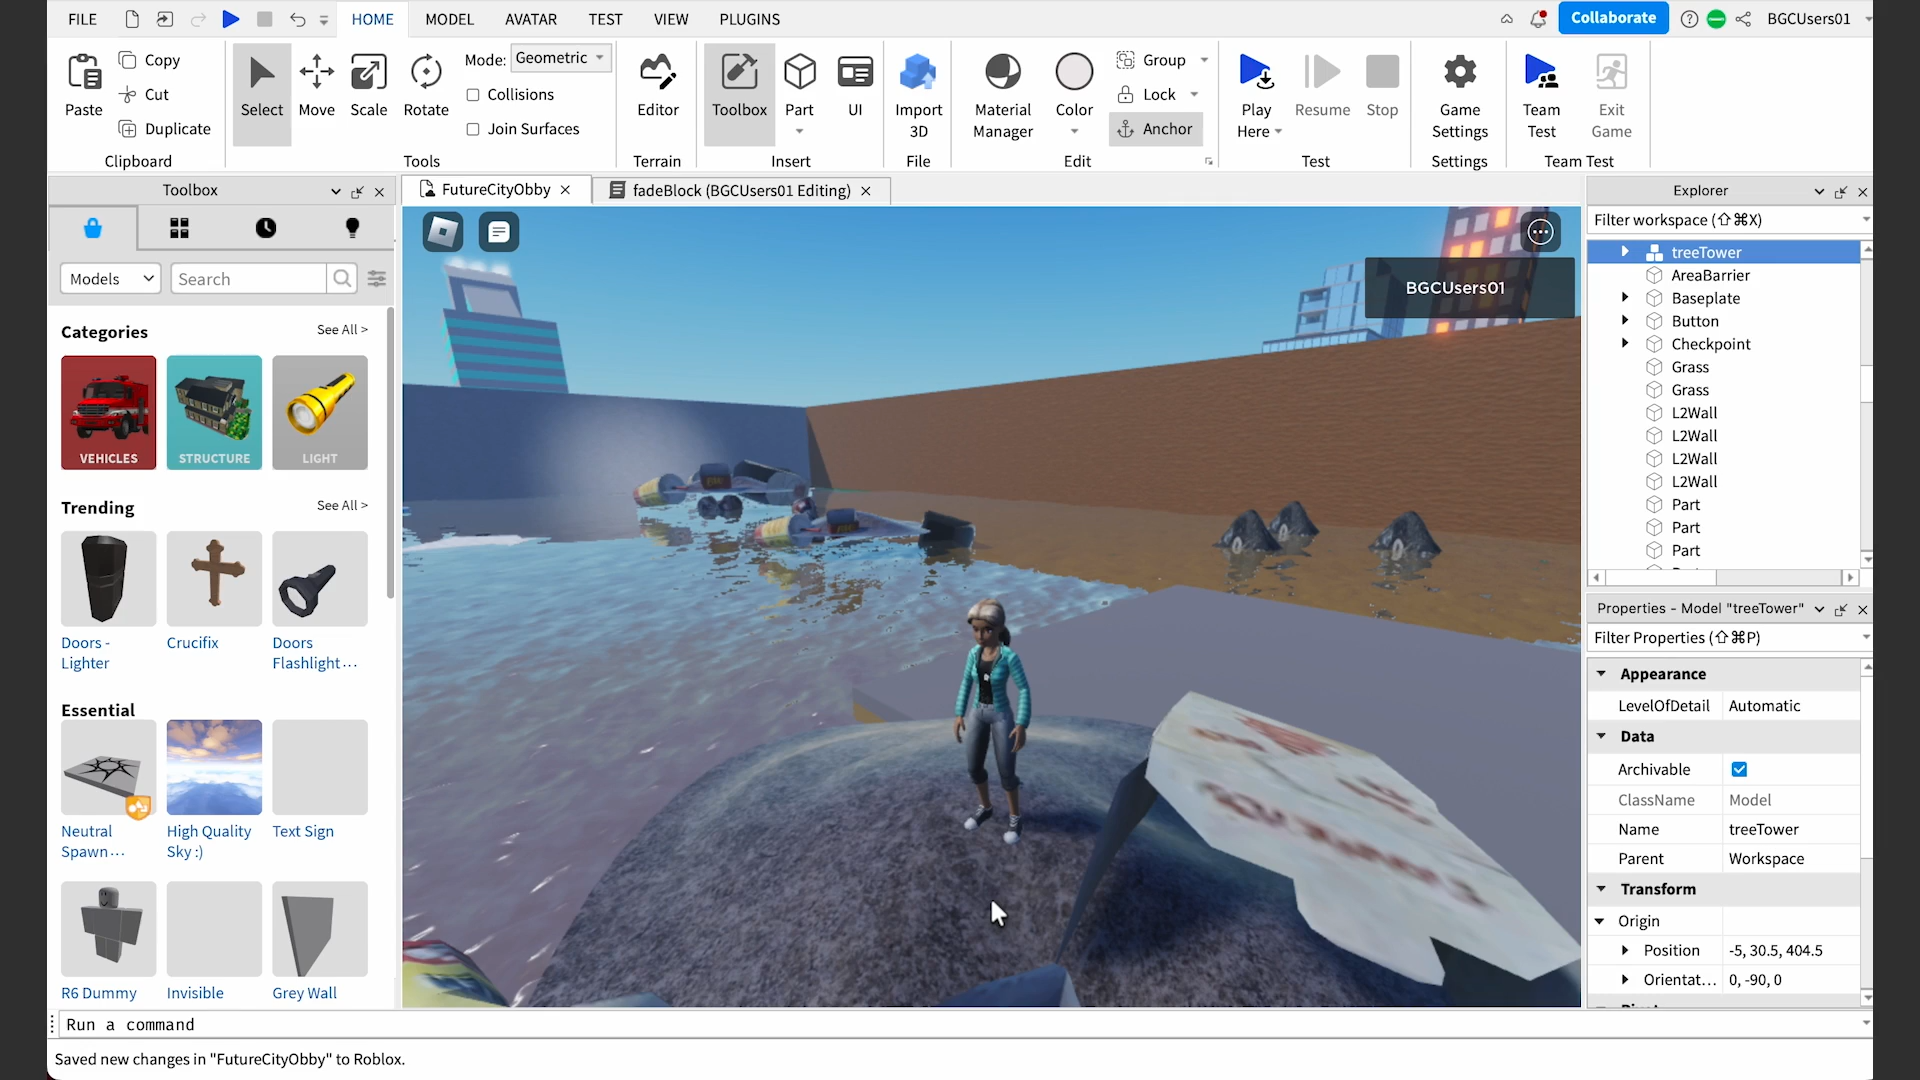 FILE
HOME
MODEL
AVATAR
TEST
VIEW
PLUGINS
Collaborate
BGCUsers01
Paste
Copy
Cut
Duplicate
Clipboard
Select
Move
Scale
Rotate
Mode: Geometric
Collisions
Join Surfaces
Tools
Editor
Terrain
Toolbox
Part
UI
Insert
Import
3D
File
Material
Manager
Color
Group
Lock
Anchor
Edit
Play
Here
Resume
Stop
Test
Game
Settings
Settings
Team
Test
Exit
Game
Team Test
Toolbox
FutureCityObby
fadeBlock (BGCUsers01 Editing)
Models
Search
Categories
See All >
VEHICLES
STRUCTURE
LIGHT
Trending
See All >
Doors -
Lighter
Crucifix
Doors
Flashlight...
Essential
Neutral
Spawn...
High Quality
Sky :)
Text Sign
R6 Dummy
Invisible
Grey Wall
BGCUsers01
Explorer
Filter workspace (⇧⌘X)
treeTower
AreaBarrier
Baseplate
Button
Checkpoint
Grass
Grass
L2Wall
L2Wall
L2Wall
L2Wall
Part
Part
Part
Properties - Model "treeTower"
Filter Properties (⇧⌘P)
Appearance
LevelOfDetail Automatic
Data
Archivable
ClassName Model
Name treeTower
Parent Workspace
Transform
Origin
Position -5, 30.5, 404.5
Orientat... 0, -90, 0
Run a command
Saved new changes in "FutureCityObby" to Roblox.